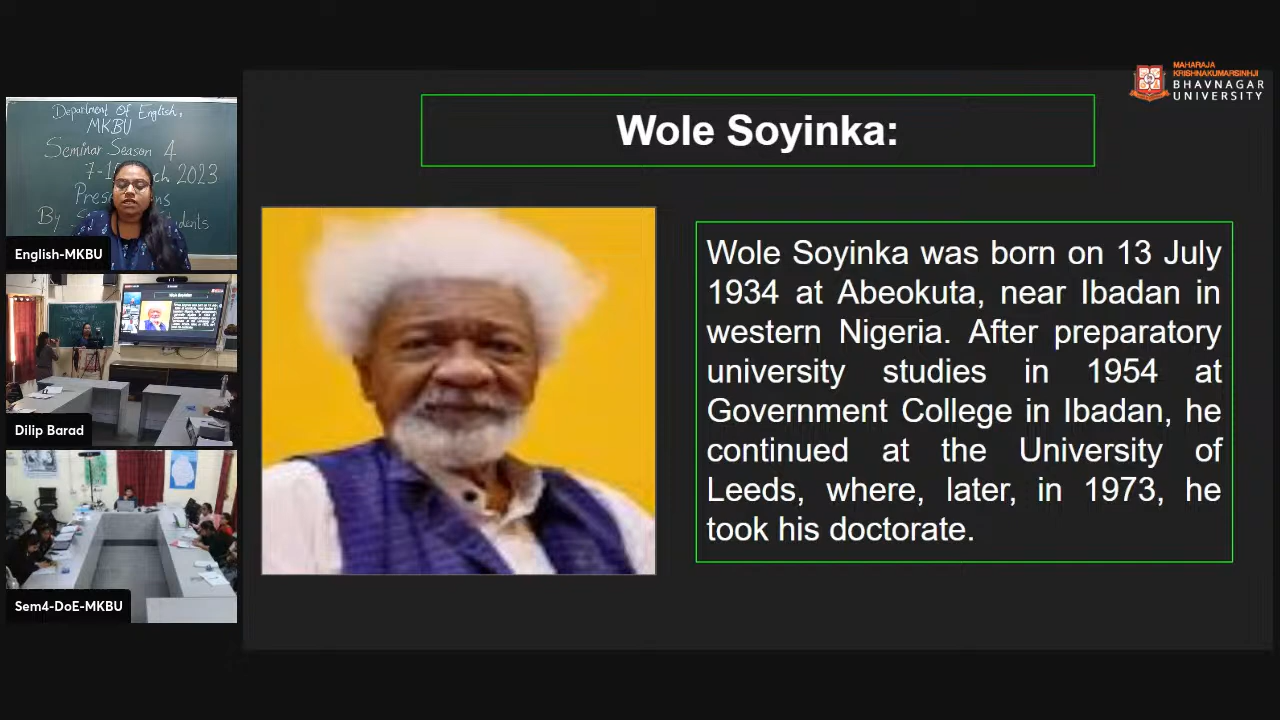 MAHARAJA
KRISHNAKUMARSINHJI
BHAVNAGAR
UNIVERSITY
Wole Soyinka:
Department Of English,
MKBU
Seminar Season 4
2023
By
English-MKBU
Dilip Barad
Sem4-DoE-MKBU
Wole Soyinka was born on 13 July
1934 at Abeokuta, near Ibadan in
western Nigeria. After preparatory
university studies in 1954 at
Government College in Ibadan, he
continued at the University of
Leeds, where, later, in 1973, he
took his doctorate.